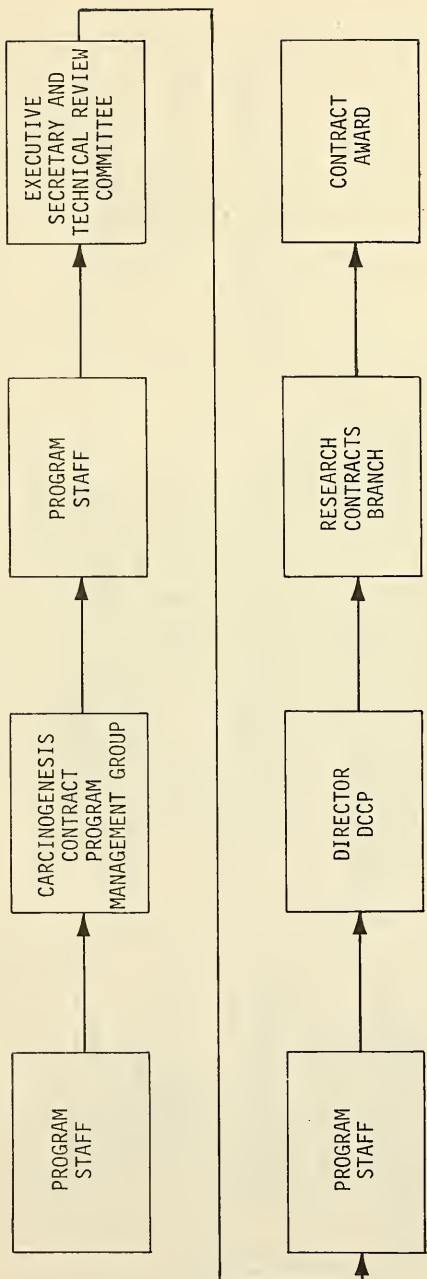 PROGRAM
STAFF
CARCINOGENESIS
CONTRACT
PROGRAM
MANAGEMENT GROUP
PROGRAM
STAFF
EXECUTIVE
SECRETARY AND
TECHNICAL REVIEW
COMMITTEE
PROGRAM
STAFF
DIRECTOR
DCCP
RESEARCH
CONTRACTS
BRANCH
CONTRACT
AWARD